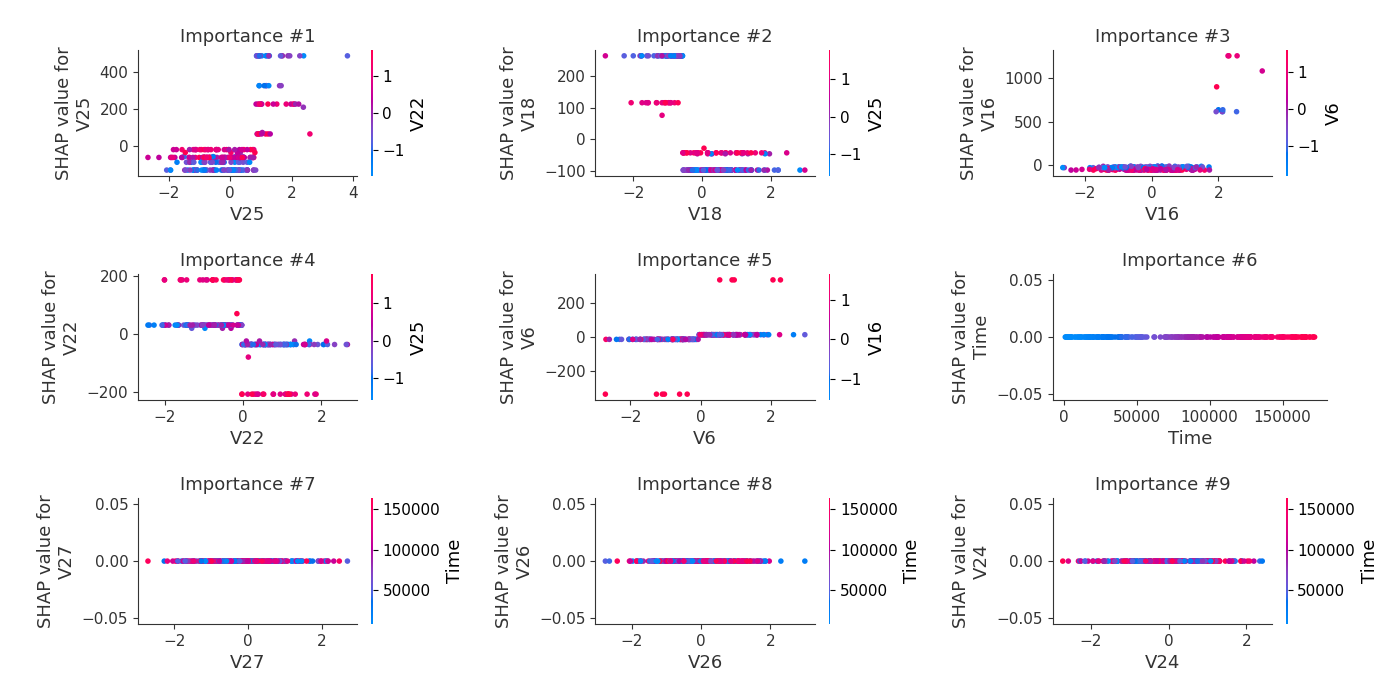 Importance #1
SHAP value for
V25
400
200
0
−2
0
2
4
V25
1
0
−1
V22
Importance #2
SHAP value for
V18
200
100
0
−100
−2
0
2
V18
1
0
−1
V25
Importance #3
SHAP value for
V16
1000
500
0
−2
0
2
V16
1
0
−1
V6
Importance #4
SHAP value for
V22
200
0
−200
−2
0
2
V22
1
0
−1
V25
Importance #5
SHAP value for
V6
200
0
−200
−2
0
2
V6
1
0
−1
V16
Importance #6
SHAP value for
Time
0.05
0.00
−0.05
0
50000
100000
150000
Time
Importance #7
SHAP value for
V27
0.05
0.00
−0.05
−2
0
2
V27
150000
100000
50000
Time
Importance #8
SHAP value for
V26
0.05
0.00
−0.05
−2
0
2
V26
150000
100000
50000
Time
Importance #9
SHAP value for
V24
0.05
0.00
−0.05
−2
0
2
V24
150000
100000
50000
Time